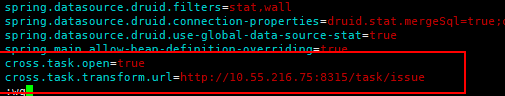 spring.datasource.druid.filters=stat,wall
spring.datasource.druid.connection-properties=druid.stat.mergeSql=true;
spring.datasource.druid.use-global-data-source-stat=true
spring.main.allow-bean-definition-overriding=true
cross.task.open=true
cross.task.transform.url=http://10.55.216.75:8315/task/issue
:wq